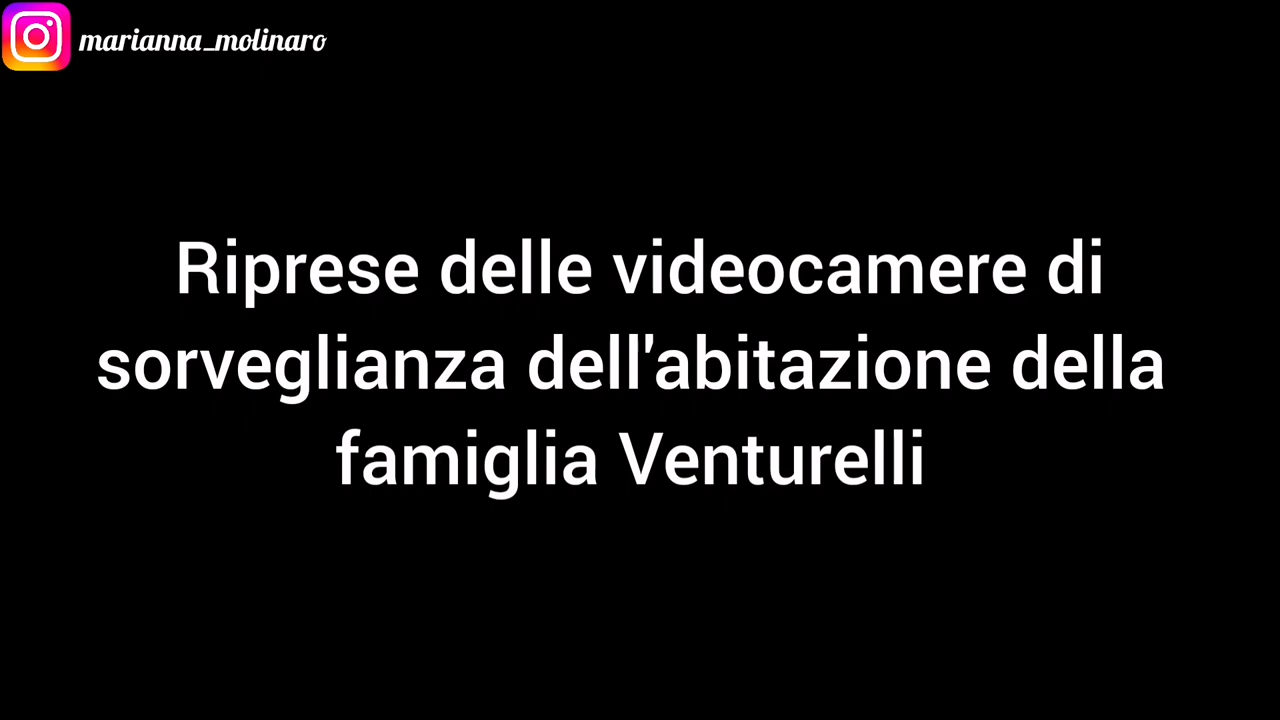 marianna_molinaro
Riprese delle videocamere di
sorveglianza dell'abitazione della
famiglia Venturelli